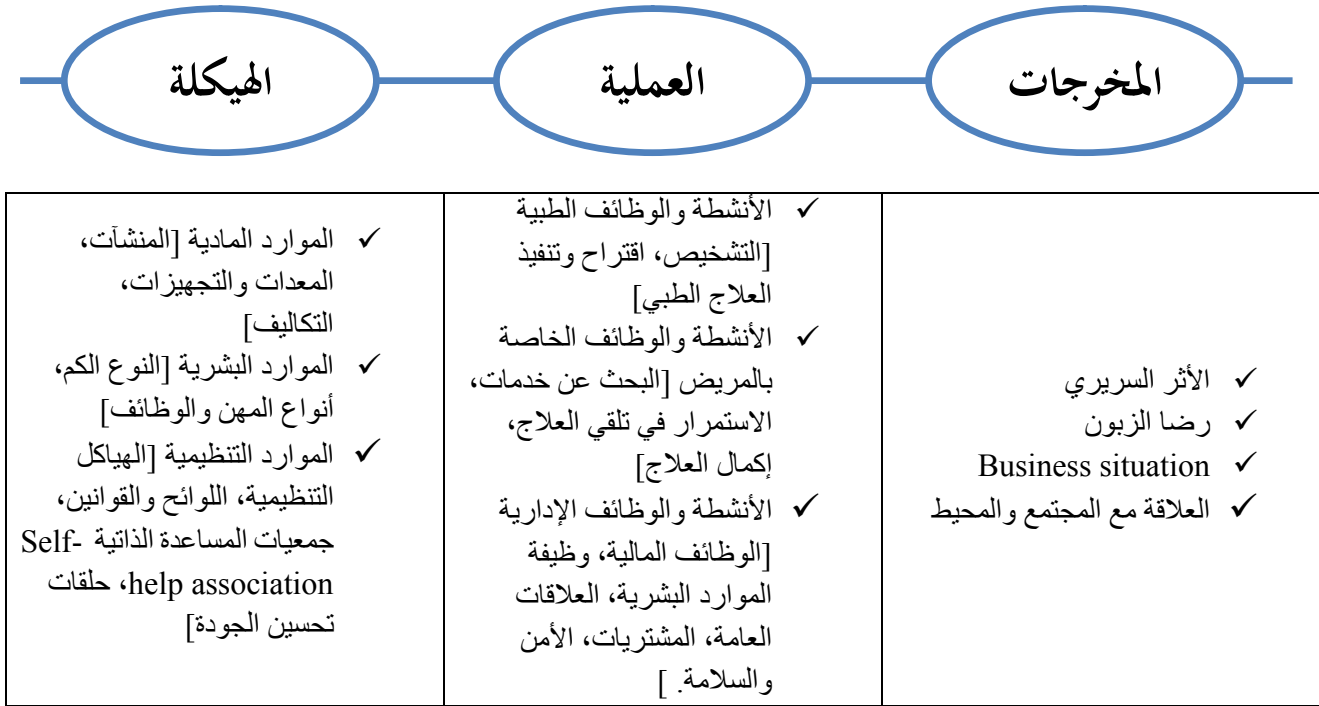 المخرجات
العملية
الهيكلة
✓ الأثر السريري
✓ رضا الزبون
✓ Business situation
✓ العلاقة مع المجتمع والمحيط
✓ الأنشطة والوظائف الطبية
[التشخيص، اقتراح وتنفيذ
العلاج الطبي]
✓ الأنشطة والوظائف الخاصة
بالمريض [البحث عن خدمات،
الاستمرار في تلقي العلاج،
إكمال العلاج]
✓ الأنشطة والوظائف الإدارية
[الوظائف المالية، وظيفة
الموارد البشرية، العلاقات
العامة، المشتريات، الأمن
والسلامة. ]
✓ الموارد المادية [المنشآت،
المعدات والتجهيزات،
التكاليف]
✓ الموارد البشرية [النوع الكم،
أنواع المهن والوظائف]
✓ الموارد التنظيمية [الهياكل
التنظيمية، اللوائح والقوانين،
جمعيات المساعدة الذاتية Self-
help association، حلقات
تحسين الجودة]